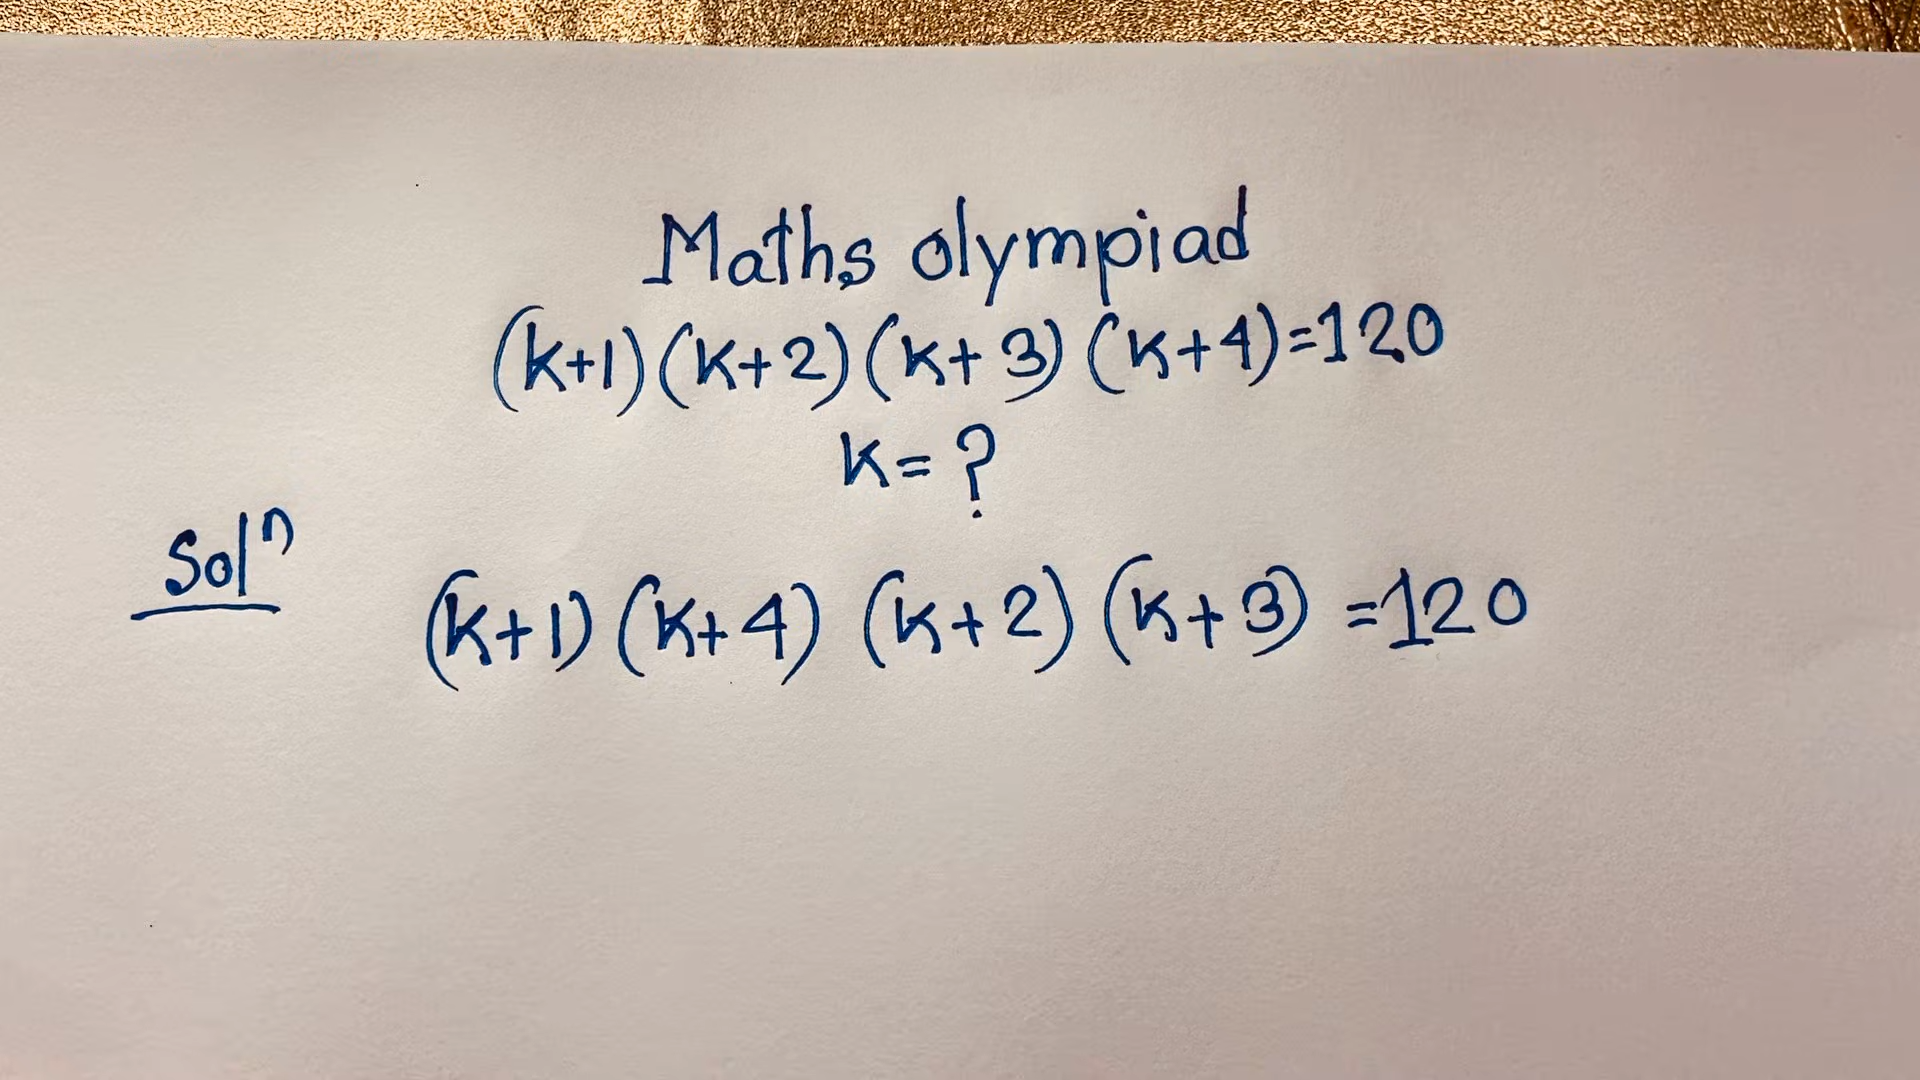 Maths olympiad
(k+1)(k+2)(k+3)(k+4)=120
k=?
Solⁿ
(k+1)(k+4)(k+2)(k+3)=120